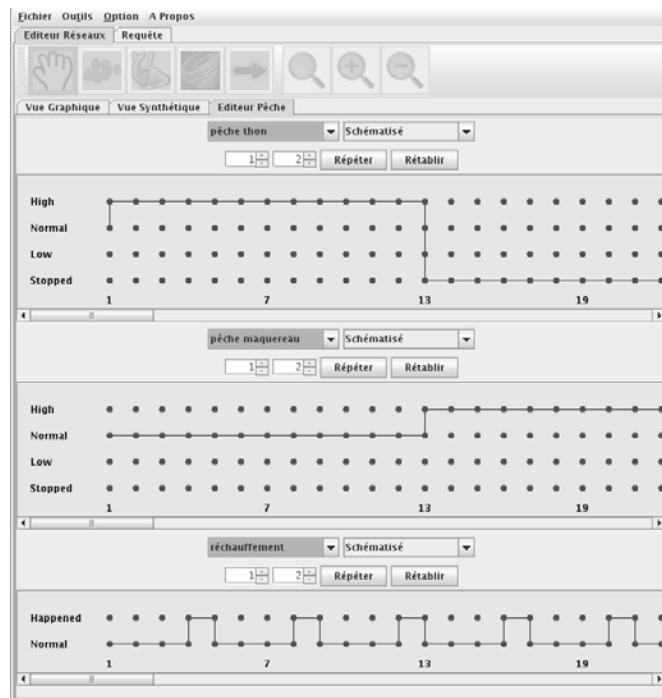 Fichier Outils Option A Propos
Editeur Réseaux Requête
Vue Graphique Vue Synthétique Editeur Pêche
pèche thon Schématisé
1 2 Répéter Rétablir
High
Normal
Low
Stopped
1 7 13 19
pèche maquereau Schématisé
1 2 Répéter Rétablir
High
Normal
Low
Stopped
1 7 13 19
réchauffement Schématisé
1 2 Répéter Rétablir
Happened
Normal
1 7 13 19